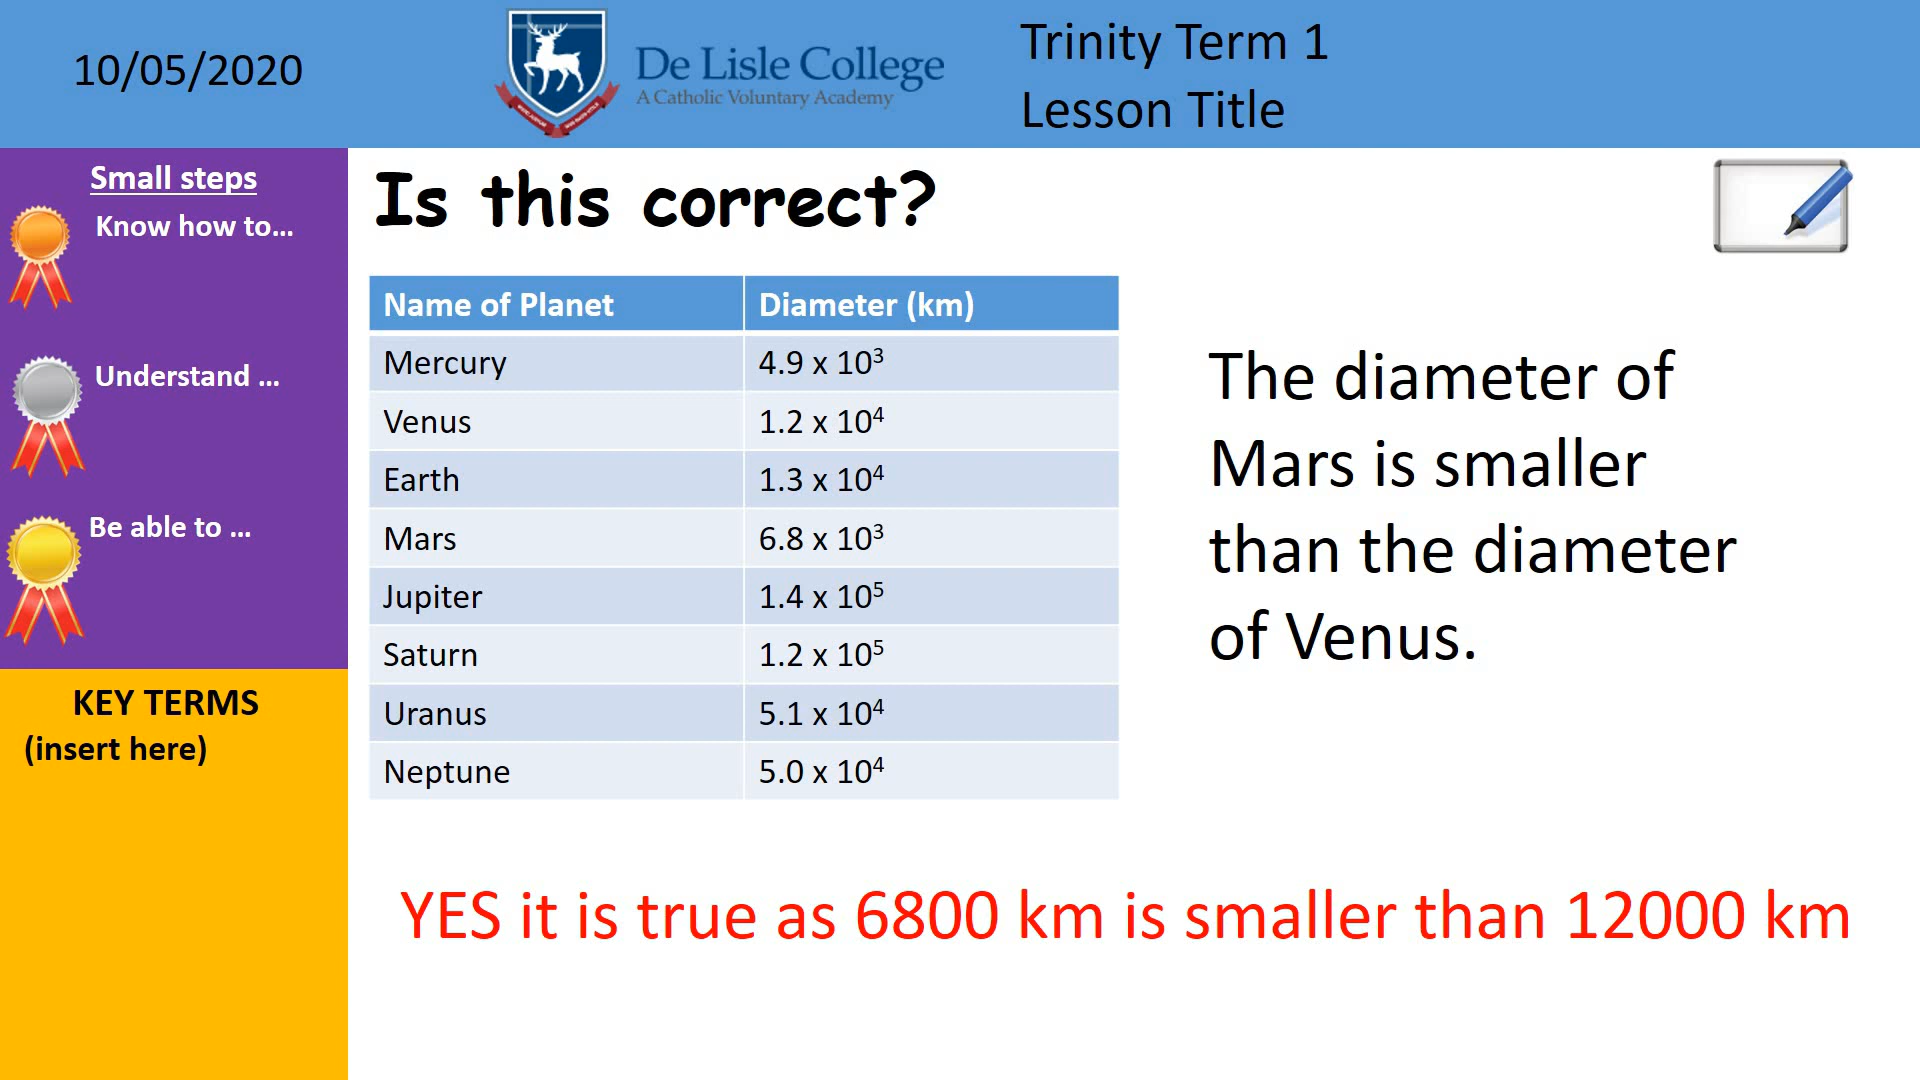 10/05/2020
De Lisle College
A Catholic Voluntary Academy
Trinity Term 1
Lesson Title
Small steps
Know how to...
Understand ...
Be able to ...
KEY TERMS
(insert here)
Is this correct?
Name of Planet Diameter (km)
Mercury 4.9 x 10³
Venus 1.2 x 10⁴
Earth 1.3 x 10⁴
Mars 6.8 x 10³
Jupiter 1.4 x 10⁵
Saturn 1.2 x 10⁵
Uranus 5.1 x 10⁴
Neptune 5.0 x 10⁴
The diameter of
Mars is smaller
than the diameter
of Venus.
YES it is true as 6800 km is smaller than 12000 km